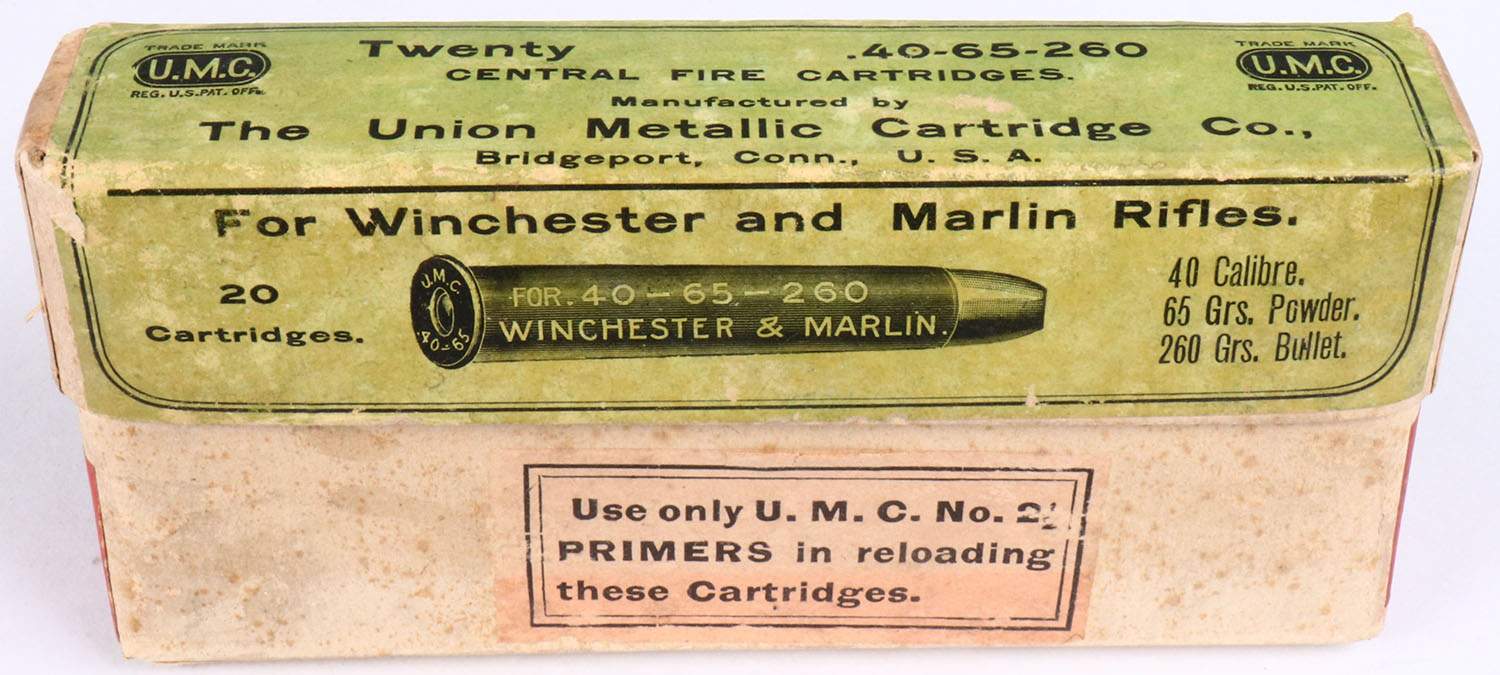 TRADE MARK
U.M.C.
REG. U.S. PAT. OFF.
Twenty .40-65-260
CENTRAL FIRE CARTRIDGES.
TRADE MARK
U.M.C.
REG. U.S. PAT. OFF.
Manufactured by
The Union Metallic Cartridge Co.,
Bridgeport, Conn., U. S. A.
For Winchester and Marlin Rifles.
20
Cartridges.
U.M.C.
.40-65
FOR .40-65-260
WINCHESTER & MARLIN.
40 Calibre.
65 Grs. Powder.
260 Grs. Bullet.
Use only U. M. C. No. 2½
PRIMERS in reloading
these Cartridges.